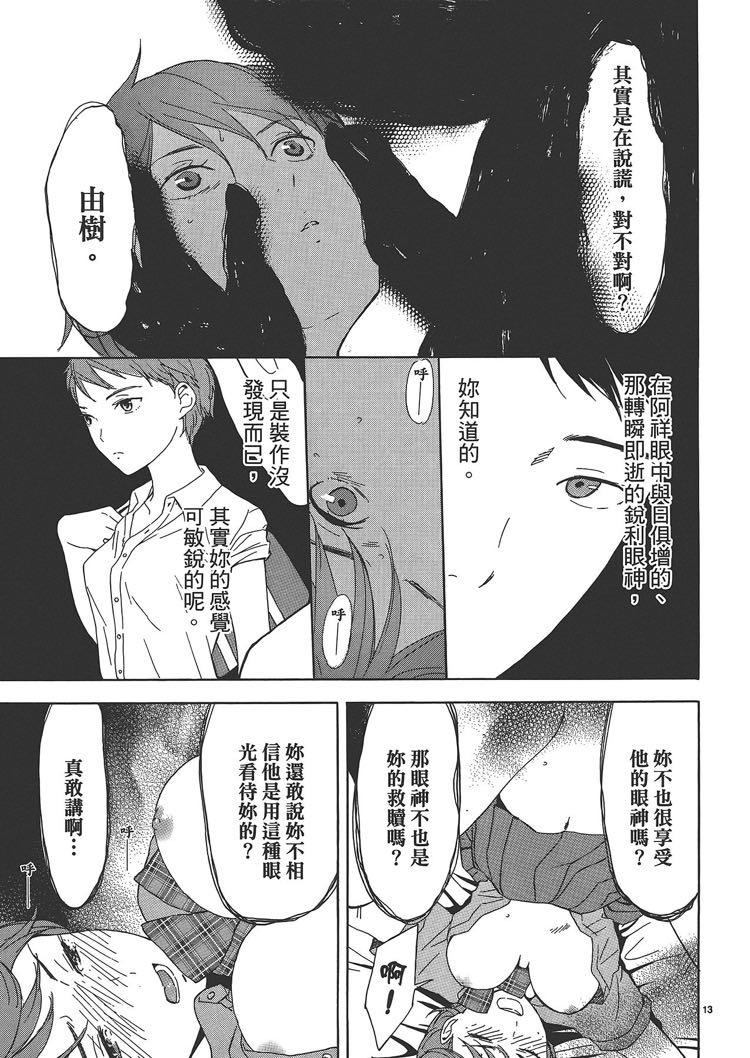 其實是在說謊，對不對啊？
由樹。
在阿祥眼中與日俱增的、
那轉瞬即逝的銳利眼神，
妳知道的。
呼
呼
只是裝作沒
發現而已，
其實妳的感覺
可敏銳的呢。
妳不也很享受
他的眼神嗎？
那眼神不也是
妳的救贖嗎？
啊！
妳還敢說妳不相
信他是用這種眼
光看待妳的？
呼
呼
真敢講啊…
13